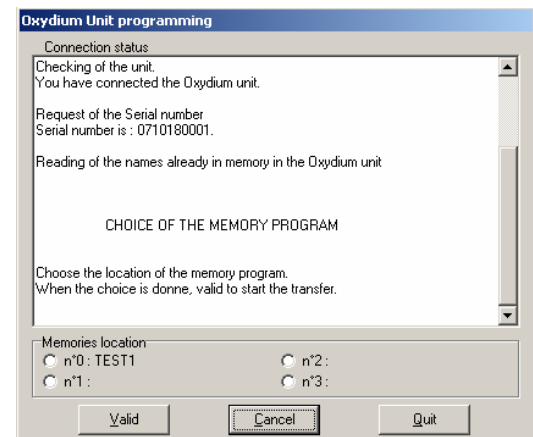 Oxydium Unit programming
Connection status
Checking of the unit.
You have connected the Oxydium unit.
Request of the Serial number
Serial number is : 0710180001.
Reading of the names already in memory in the Oxydium unit
CHOICE OF THE MEMORY PROGRAM
Choose the location of the memory program.
When the choice is donne, valid to start the transfer.
Memories location
n°0 : TEST1 n°2 :
n°1 : n°3 :
Valid Cancel Quit